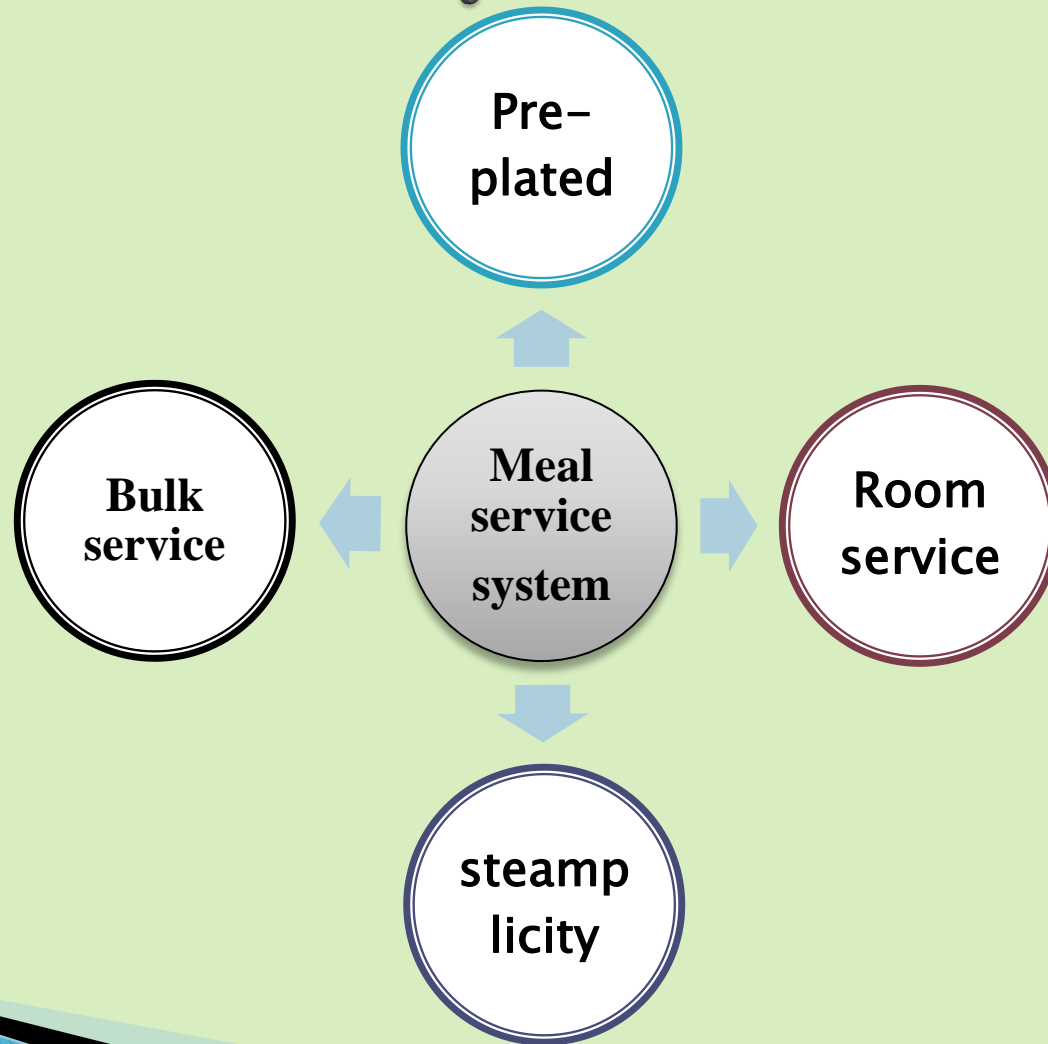 Pre-
plated
Bulk
service
Meal
service
system
Room
service
steamp
licity